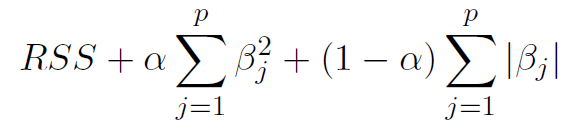 RSS + α ∑_{j=1}^{p} β_j^2 + (1 − α) ∑_{j=1}^{p} |β_j|